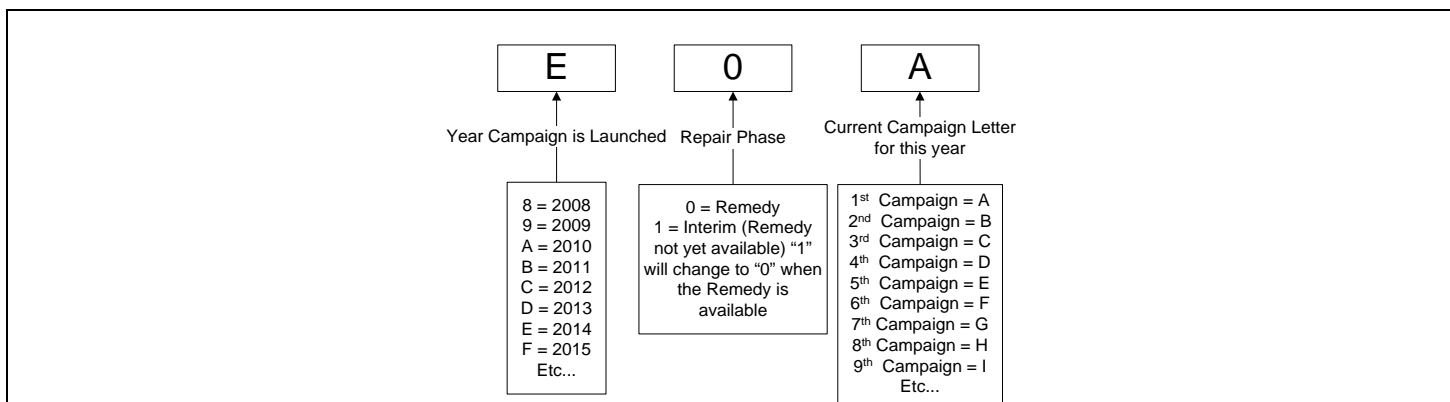 E
0
A
Year Campaign is Launched
Repair Phase
Current Campaign Letter
for this year
8 = 2008
9 = 2009
A = 2010
B = 2011
C = 2012
D = 2013
E = 2014
F = 2015
Etc...
0 = Remedy
1 = Interim (Remedy
not yet available) “1”
will change to “0” when
the Remedy is
available
1st Campaign = A
2nd Campaign = B
3rd Campaign = C
4th Campaign = D
5th Campaign = E
6th Campaign = F
7th Campaign = G
8th Campaign = H
9th Campaign = I
Etc...